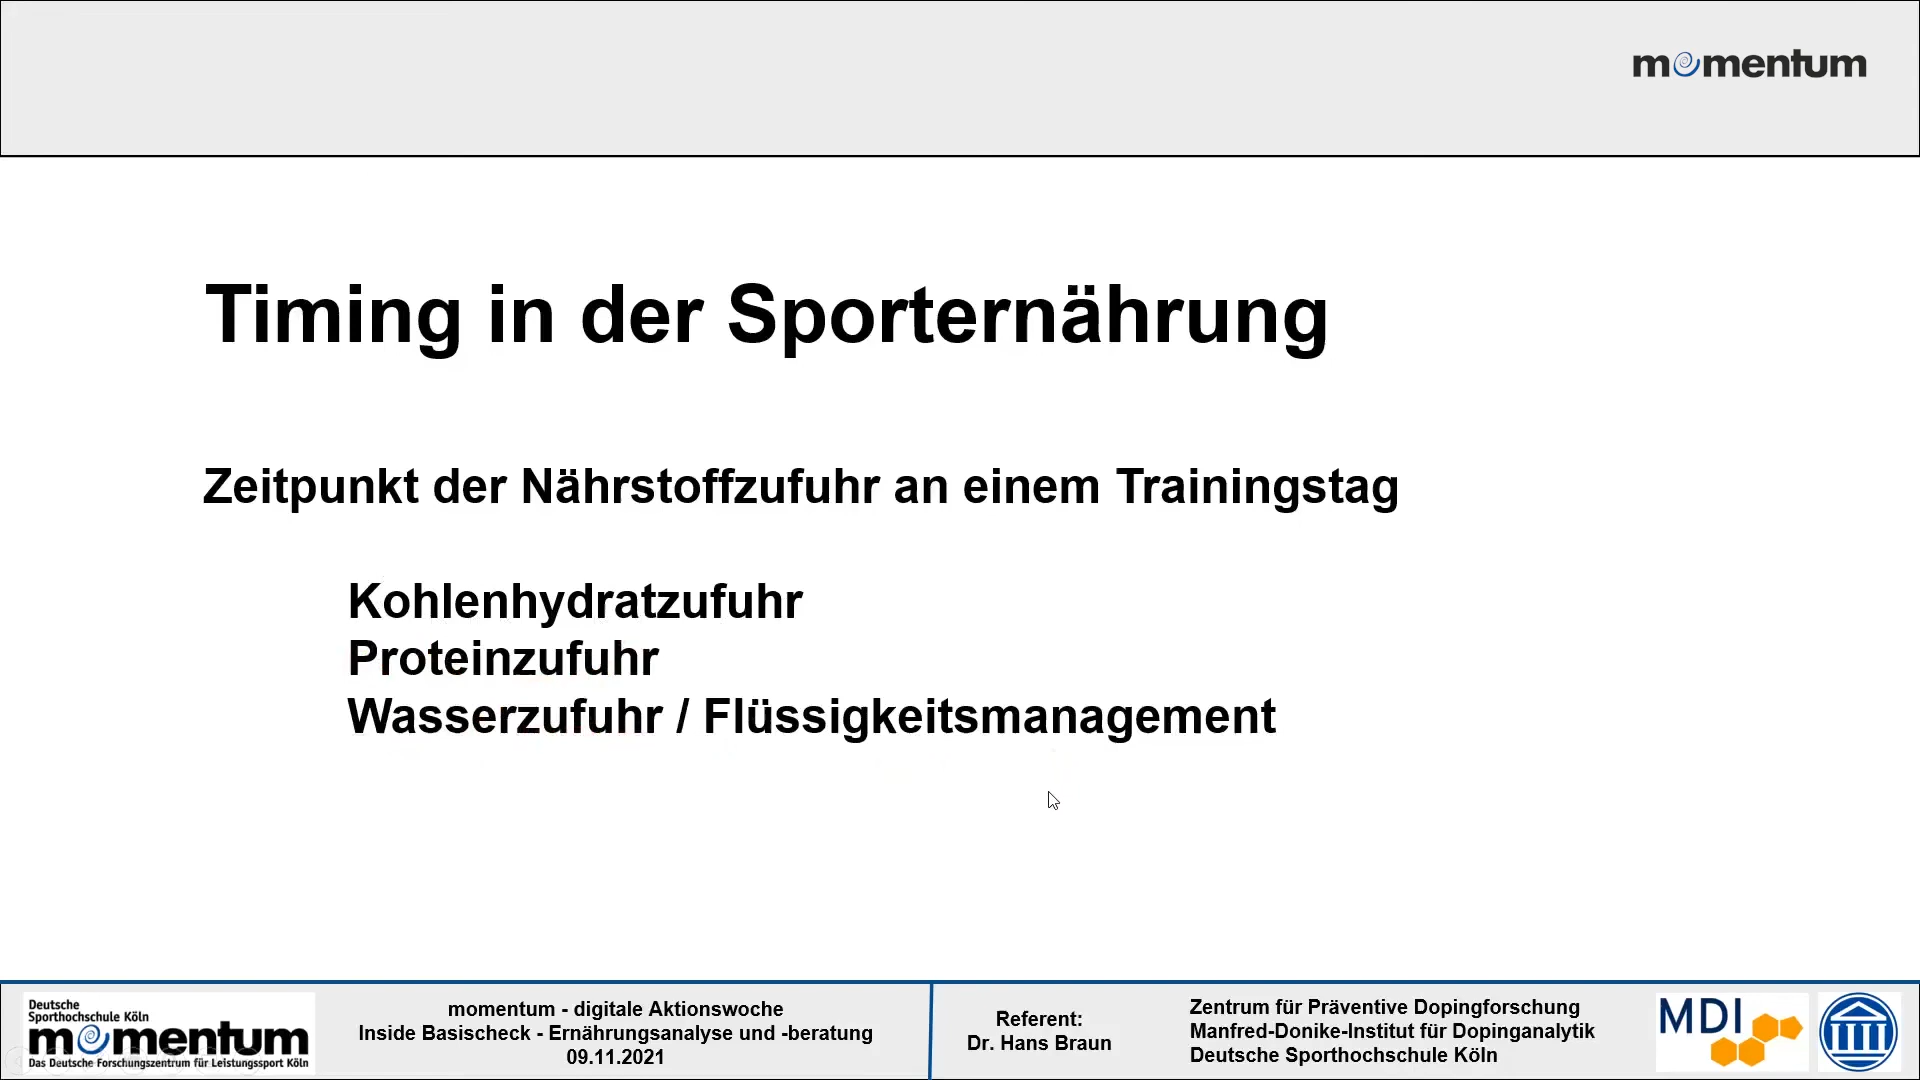 momentum
Timing in der Sporternährung
Zeitpunkt der Nährstoffzufuhr an einem Trainingstag
Kohlenhydratzufuhr
Proteinzufuhr
Wasserzufuhr / Flüssigkeitsmanagement
Deutsche
Sporthochschule Köln
momentum
Das Deutsche Forschungszentrum für Leistungssport Köln
momentum - digitale Aktionswoche
Inside Basischeck - Ernährungsanalyse und -beratung
09.11.2021
Referent:
Dr. Hans Braun
Zentrum für Präventive Dopingforschung
Manfred-Donike-Institut für Dopinganalytik
Deutsche Sporthochschule Köln
MDI